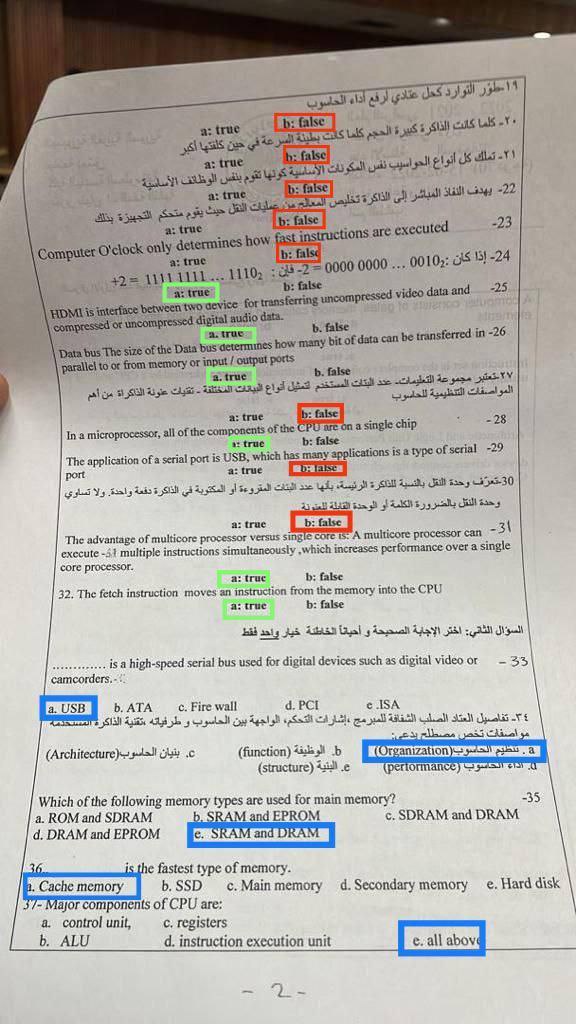 ١٩-طوّر التوارد كحل عتادي لرفع أداء الحاسوب
a: true b: false
٢٠- كلما كانت الذاكرة كبيرة الحجم كلما كانت بطيئة السرعة في حين كلفتها أكبر
a: true b: false
٢١- تملك كل أنواع الحواسيب نفس المكونات الأساسية كونها تقوم بنفس الوظائف الأساسية
a: true b: false
22- يهدف النفاذ المباشر إلى الذاكرة تخليص المعالج من عمليات النقل حيث يقوم متحكم التجهيزة بذلك
a: true b: false
Computer O'clock only determines how fast instructions are executed -23
a: true b: false
24- إذا كان: 0010₂ ... 0000 0000 = 2- فإن: 1110₂ ... 1111 1111 = 2+
a: true b: false
HDMI is interface between two device for transferring uncompressed video data and -25
compressed or uncompressed digital audio data.
a. true b. false
Data bus The size of the Data bus determines how many bit of data can be transferred in -26
parallel to or from memory or input / output ports
a. true b. false
٢٧-تعتبر مجموعة التعليمات- عدد البتات المستخدم لتمثيل أنواع البيانات المختلفة - تقنيات عنونة الذاكرة من أهم
المواصفات التنظيمية للحاسوب
a: true b: false
In a microprocessor, all of the components of the CPU are on a single chip -28
a: true b: false
The application of a serial port is USB, which has many applications is a type of serial -29
port a: true b: false
30-تعرّف وحدة النقل بالنسبة للذاكرة الرئيسة، بأنها عدد البتات المقروءة أو المكتوبة في الذاكرة دفعة واحدة. ولا تساوي
وحدة النقل بالضرورة الكلمة أو الوحدة القابلة للعنونة
a: true b: false
The advantage of multicore processor versus single core is: A multicore processor can -31
execute multiple instructions simultaneously ,which increases performance over a single
core processor.
a: true b: false
32. The fetch instruction moves an instruction from the memory into the CPU
a: true b: false
السؤال الثاني: اختر الإجابة الصحيحة و أحياناً الخاطئة خيار واحد فقط
............. is a high-speed serial bus used for digital devices such as digital video or -33
camcorders.
a. USB b. ATA c. Fire wall d. PCI e .ISA
٣٤- تفاصيل العتاد الصلب الشفافة للمبرمج ،إشارات التحكم، الواجهة بين الحاسوب و طرفياته ،تقنية الذاكرة المستخدمة
مواصفات تخص مصطلح يدعى:
a. تنظيم الحاسوب(Organization) b. الوظيفة (function) c. بنيان الحاسوب(Architecture)
d. أداء الحاسوب (performance) e. البنية (structure)
Which of the following memory types are used for main memory? -35
a. ROM and SDRAM b. SRAM and EPROM c. SDRAM and DRAM
d. DRAM and EPROM e. SRAM and DRAM
36. is the fastest type of memory.
a. Cache memory b. SSD c. Main memory d. Secondary memory e. Hard disk
37- Major components of CPU are:
a. control unit, c. registers
b. ALU d. instruction execution unit e. all above
- 2 -